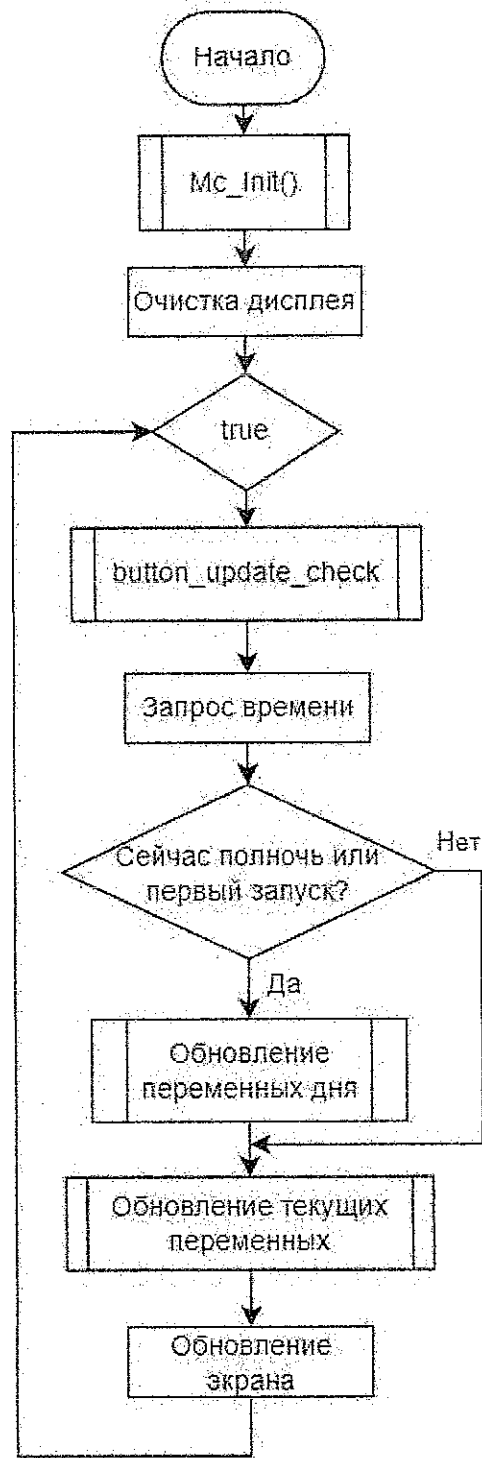 Начало
Mc_Init()
Очистка дисплея
true
button_update_check
Запрос времени
Сейчас полночь или
первый запуск?
Нет
Да
Обновление
переменных дня
Обновление текущих
переменных
Обновление
экрана